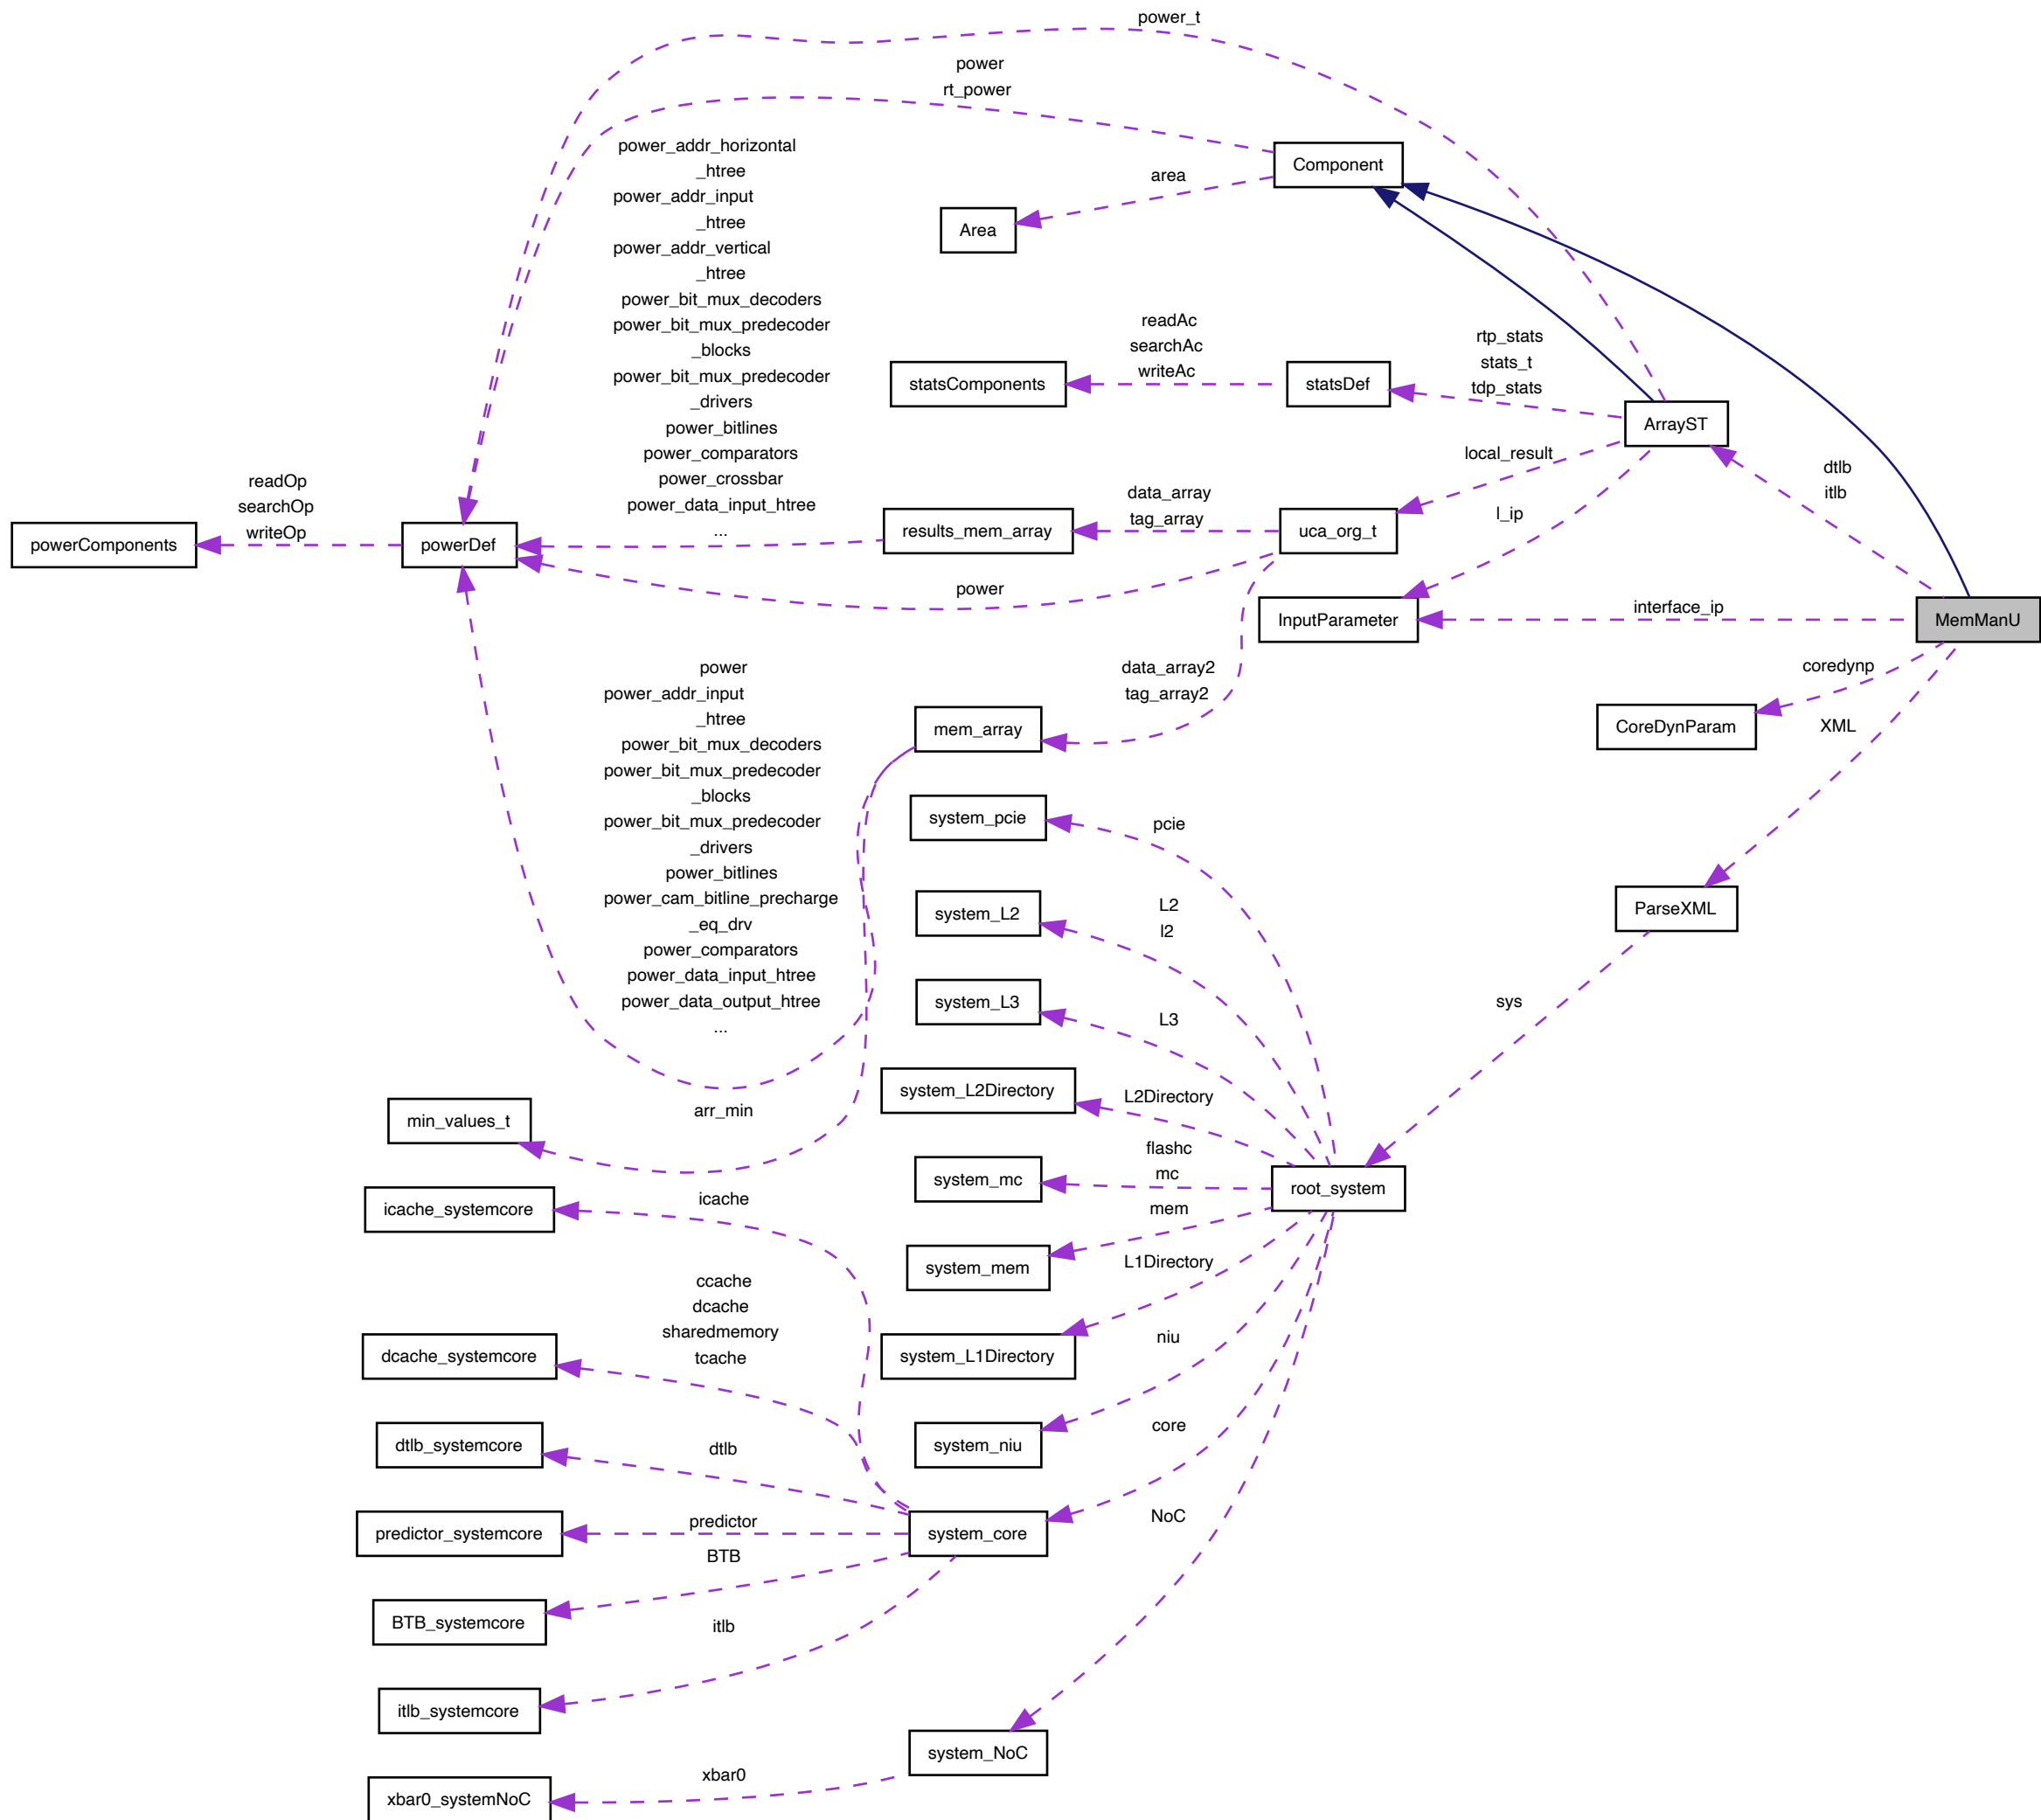 power_t
power
rt_power
Component
area
Area
power_addr_horizontal
_htree
power_addr_input
_htree
power_addr_vertical
_htree
power_bit_mux_decoders
power_bit_mux_predecoder
_blocks
power_bit_mux_predecoder
_drivers
power_bitlines
power_comparators
power_crossbar
power_data_input_htree
...
readAc
searchAc
writeAc
statsComponents
statsDef
rtp_stats
stats_t
tdp_stats
ArrayST
local_result
dtlb
itlb
l_ip
data_array
tag_array
readOp
searchOp
writeOp
powerComponents
powerDef
results_mem_array
uca_org_t
power
InputParameter
interface_ip
MemManU
coredynp
CoreDynParam
XML
data_array2
tag_array2
mem_array
power
power_addr_input
_htree
power_bit_mux_decoders
power_bit_mux_predecoder
_blocks
power_bit_mux_predecoder
_drivers
power_bitlines
power_cam_bitline_precharge
_eq_drv
power_comparators
power_data_input_htree
power_data_output_htree
...
system_pcie
pcie
ParseXML
system_L2
L2
l2
system_L3
L3
sys
system_L2Directory
L2Directory
arr_min
min_values_t
flashc
mc
system_mc
root_system
icache_systemcore
icache
mem
system_mem
L1Directory
ccache
dcache
sharedmemory
tcache
dcache_systemcore
system_L1Directory
niu
dtlb_systemcore
dtlb
system_niu
core
predictor_systemcore
predictor
system_core
NoC
BTB
BTB_systemcore
itlb
itlb_systemcore
system_NoC
xbar0
xbar0_systemNoC